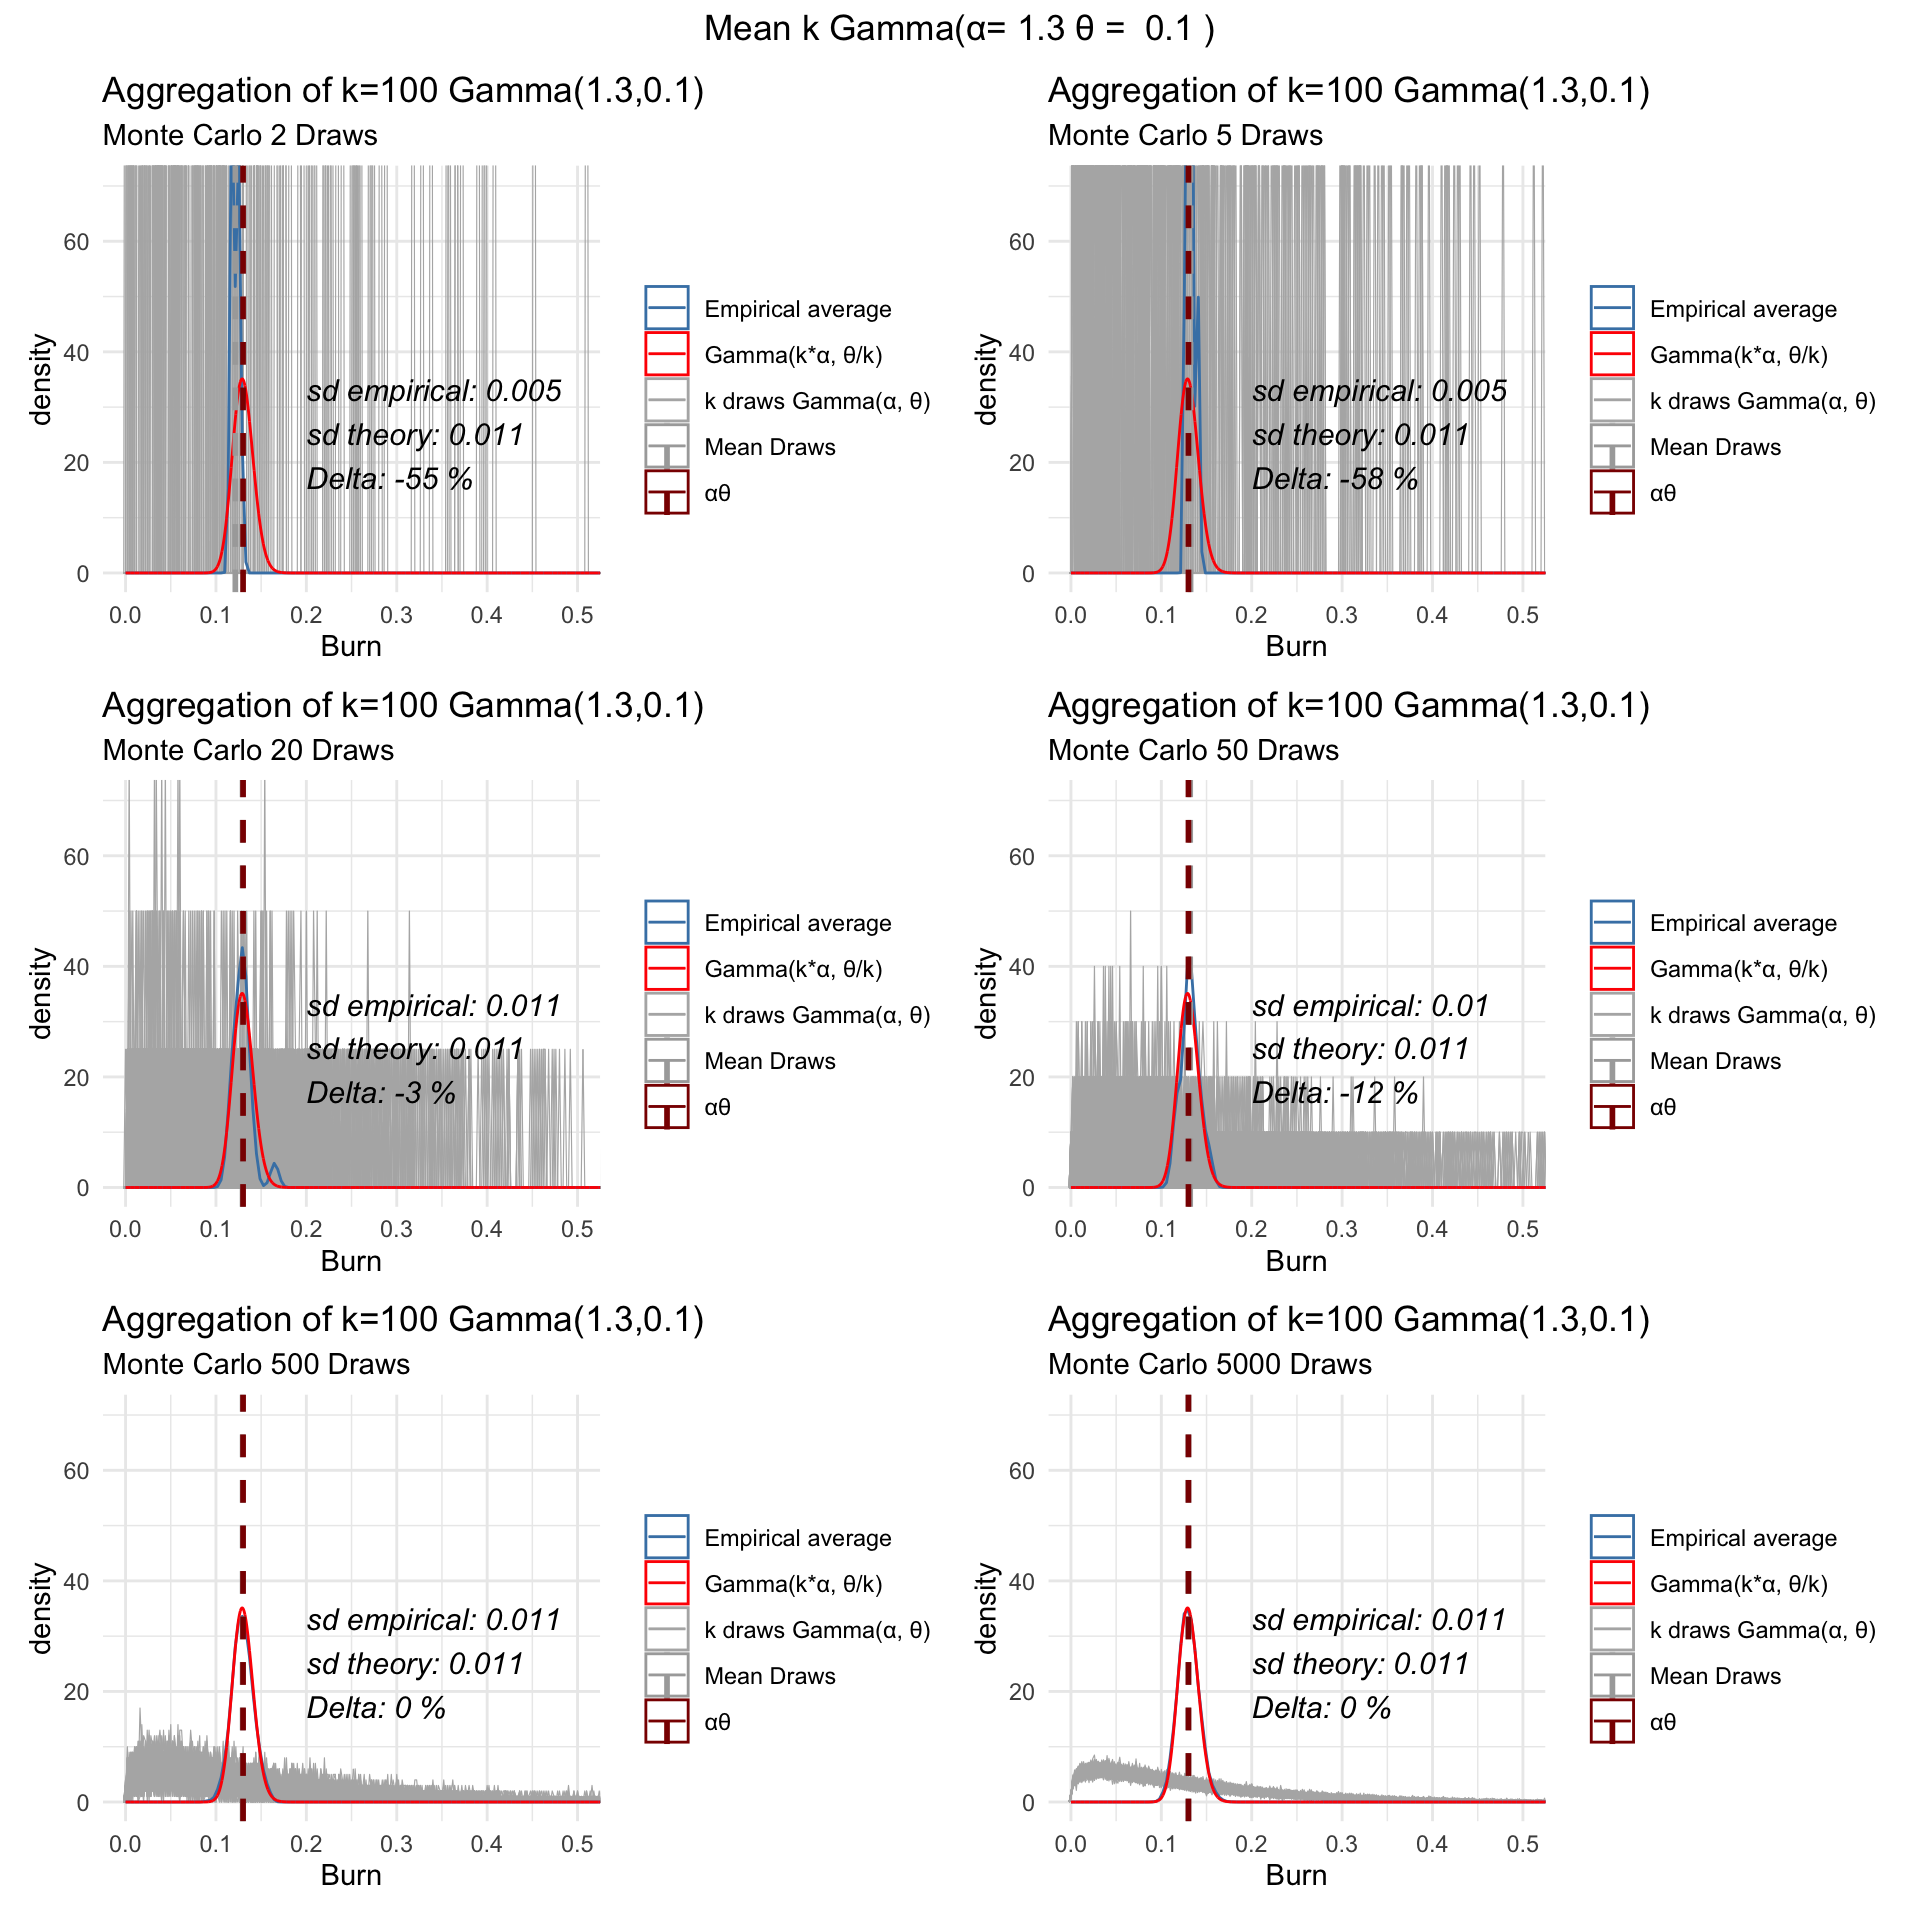 Mean k Gamma(α= 1.3 θ =  0.1 )
Aggregation of k=100 Gamma(1.3,0.1)
Monte Carlo 2 Draws
density
60
40
20
0
sd empirical: 0.005
sd theory: 0.011
Delta: -55 %
0.0 0.1 0.2 0.3 0.4 0.5
Burn
Empirical average
Gamma(k*α, θ/k)
k draws Gamma(α, θ)
Mean Draws
αθ
Aggregation of k=100 Gamma(1.3,0.1)
Monte Carlo 5 Draws
density
60
40
20
0
sd empirical: 0.005
sd theory: 0.011
Delta: -58 %
0.0 0.1 0.2 0.3 0.4 0.5
Burn
Empirical average
Gamma(k*α, θ/k)
k draws Gamma(α, θ)
Mean Draws
αθ
Aggregation of k=100 Gamma(1.3,0.1)
Monte Carlo 20 Draws
density
60
40
20
0
sd empirical: 0.011
sd theory: 0.011
Delta: -3 %
0.0 0.1 0.2 0.3 0.4 0.5
Burn
Empirical average
Gamma(k*α, θ/k)
k draws Gamma(α, θ)
Mean Draws
αθ
Aggregation of k=100 Gamma(1.3,0.1)
Monte Carlo 50 Draws
density
60
40
20
0
sd empirical: 0.01
sd theory: 0.011
Delta: -12 %
0.0 0.1 0.2 0.3 0.4 0.5
Burn
Empirical average
Gamma(k*α, θ/k)
k draws Gamma(α, θ)
Mean Draws
αθ
Aggregation of k=100 Gamma(1.3,0.1)
Monte Carlo 500 Draws
density
60
40
20
0
sd empirical: 0.011
sd theory: 0.011
Delta: 0 %
0.0 0.1 0.2 0.3 0.4 0.5
Burn
Empirical average
Gamma(k*α, θ/k)
k draws Gamma(α, θ)
Mean Draws
αθ
Aggregation of k=100 Gamma(1.3,0.1)
Monte Carlo 5000 Draws
density
60
40
20
0
sd empirical: 0.011
sd theory: 0.011
Delta: 0 %
0.0 0.1 0.2 0.3 0.4 0.5
Burn
Empirical average
Gamma(k*α, θ/k)
k draws Gamma(α, θ)
Mean Draws
αθ